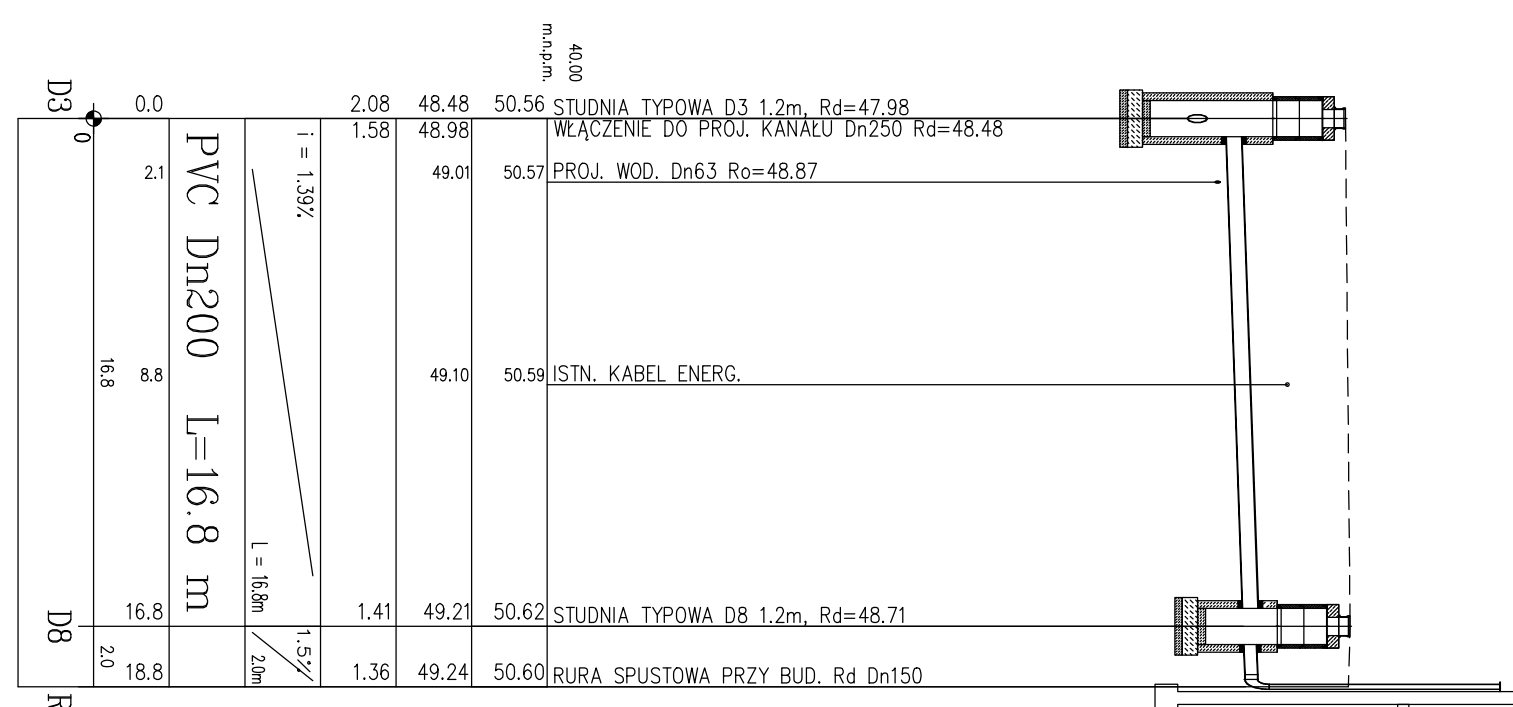 m.n.p.m. 40.00
D3 0.0 2.08 48.48 50.56 STUDNIA TYPOWA D3 1.2m, Rd=47.98
0 1.58 48.98 WŁĄCZENIE DO PROJ. KANAŁU Dn250 Rd=48.48
2.1 49.01 50.57 PROJ. WOD. Dn63 Ro=48.87
i = 1.39%
PVC Dn200 L=16.8 m
16.8 8.8 49.10 50.59 ISTN. KABEL ENERG.
L = 16.8m
D8 16.8 1.41 49.21 50.62 STUDNIA TYPOWA D8 1.2m, Rd=48.71
2.0 2.0m 1.5%
18.8 1.36 49.24 50.60 RURA SPUSTOWA PRZY BUD. Rd Dn150
R